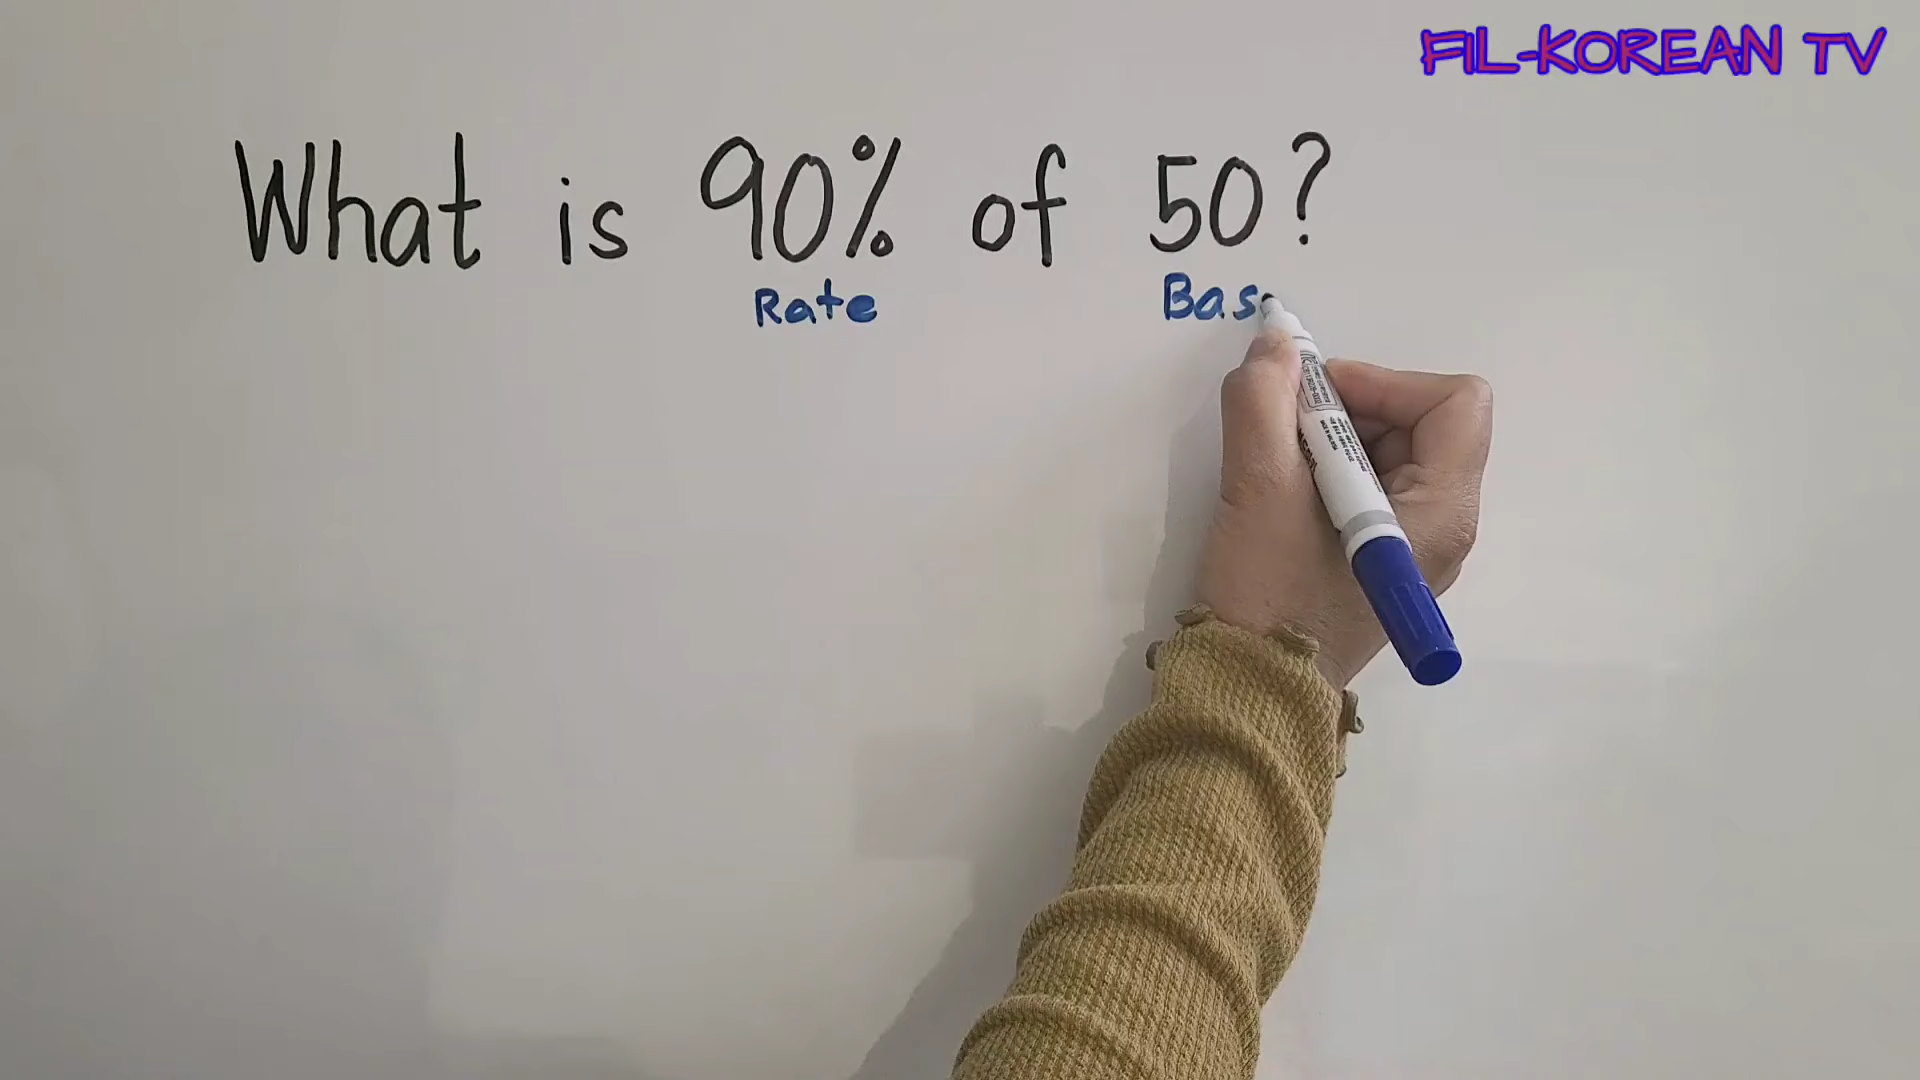 FIL-KOREAN TV
What is 90% of 50?
Rate Bas